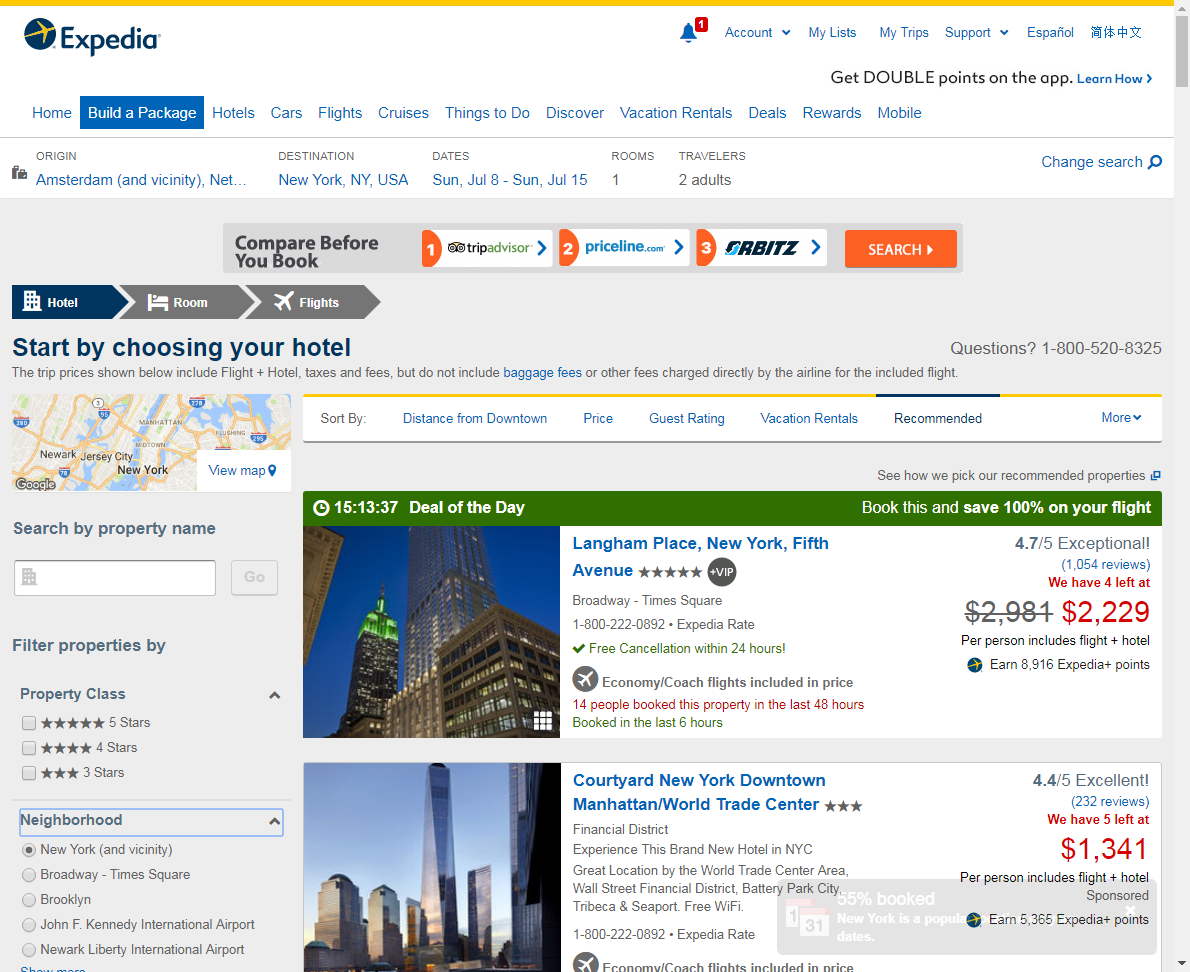 Expedia
1
Account
My Lists
My Trips
Support
Español
简体中文
Get DOUBLE points on the app. Learn How
Home
Build a Package
Hotels
Cars
Flights
Cruises
Things to Do
Discover
Vacation Rentals
Deals
Rewards
Mobile
ORIGIN
DESTINATION
DATES
ROOMS
TRAVELERS
Amsterdam (and vicinity), Net...
New York, NY, USA
Sun, Jul 8 - Sun, Jul 15
1
2 adults
Change search
Compare Before
You Book
1 tripadvisor
2 priceline.com
3 ORBITZ
SEARCH
Hotel
Room
Flights
Start by choosing your hotel
Questions? 1-800-520-8325
The trip prices shown below include Flight + Hotel, taxes and fees, but do not include baggage fees or other fees charged directly by the airline for the included flight.
3
278
95
280
MANHATTAN
FLUSHING
295
MIDTOWN
Newark
Jersey City
78
New York
Google
View map
Sort By:
Distance from Downtown
Price
Guest Rating
Vacation Rentals
Recommended
More
See how we pick our recommended properties
Search by property name
Go
Filter properties by
Property Class
5 Stars
4 Stars
3 Stars
Neighborhood
New York (and vicinity)
Broadway - Times Square
Brooklyn
John F. Kennedy International Airport
Newark Liberty International Airport
Show more
15:13:37 Deal of the Day
Book this and save 100% on your flight
Langham Place, New York, Fifth
Avenue ★★★★★ +VIP
Broadway - Times Square
1-800-222-0892 • Expedia Rate
Free Cancellation within 24 hours!
Economy/Coach flights included in price
14 people booked this property in the last 48 hours
Booked in the last 6 hours
4.7/5 Exceptional!
(1,054 reviews)
We have 4 left at
$2,981 $2,229
Per person includes flight + hotel
Earn 8,916 Expedia+ points
Courtyard New York Downtown
Manhattan/World Trade Center ★★★
Financial District
Experience This Brand New Hotel in NYC
Great Location by the World Trade Center Area,
Wall Street Financial District, Battery Park City,
Tribeca & Seaport. Free WiFi.
1-800-222-0892 • Expedia Rate
Economy/Coach flights included in price
4.4/5 Excellent!
(232 reviews)
We have 5 left at
$1,341
Per person includes flight + hotel
Sponsored
Earn 5,365 Expedia+ points
1
31
55% booked
New York is a popula
dates.